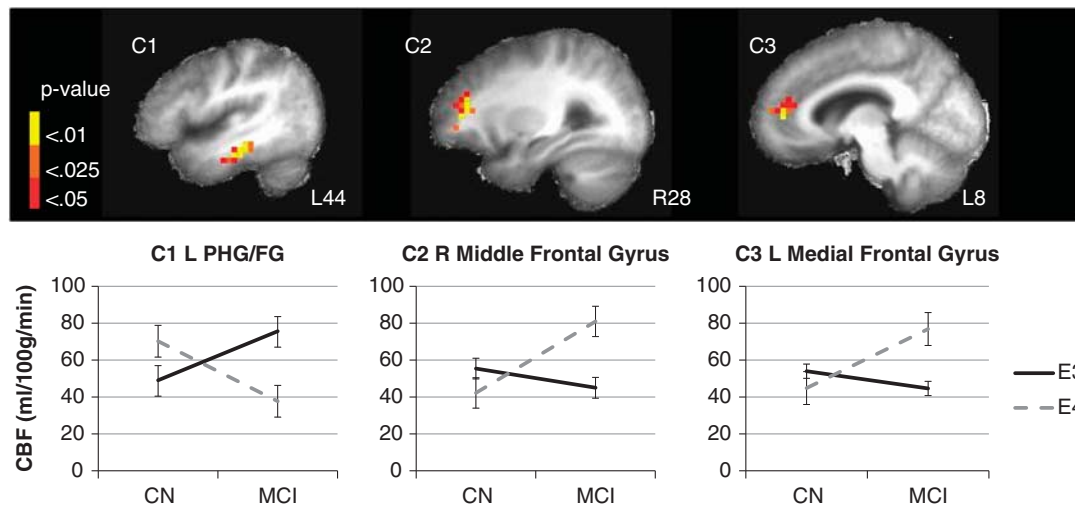 C1
C2
C3
p-value
<.01
<.025
<.05
L44
R28
L8
C1 L PHG/FG
C2 R Middle Frontal Gyrus
C3 L Medial Frontal Gyrus
CBF (ml/100g/min)
100
80
60
40
20
0
CN
MCI
100
80
60
40
20
0
CN
MCI
100
80
60
40
20
0
CN
MCI
E3
E4